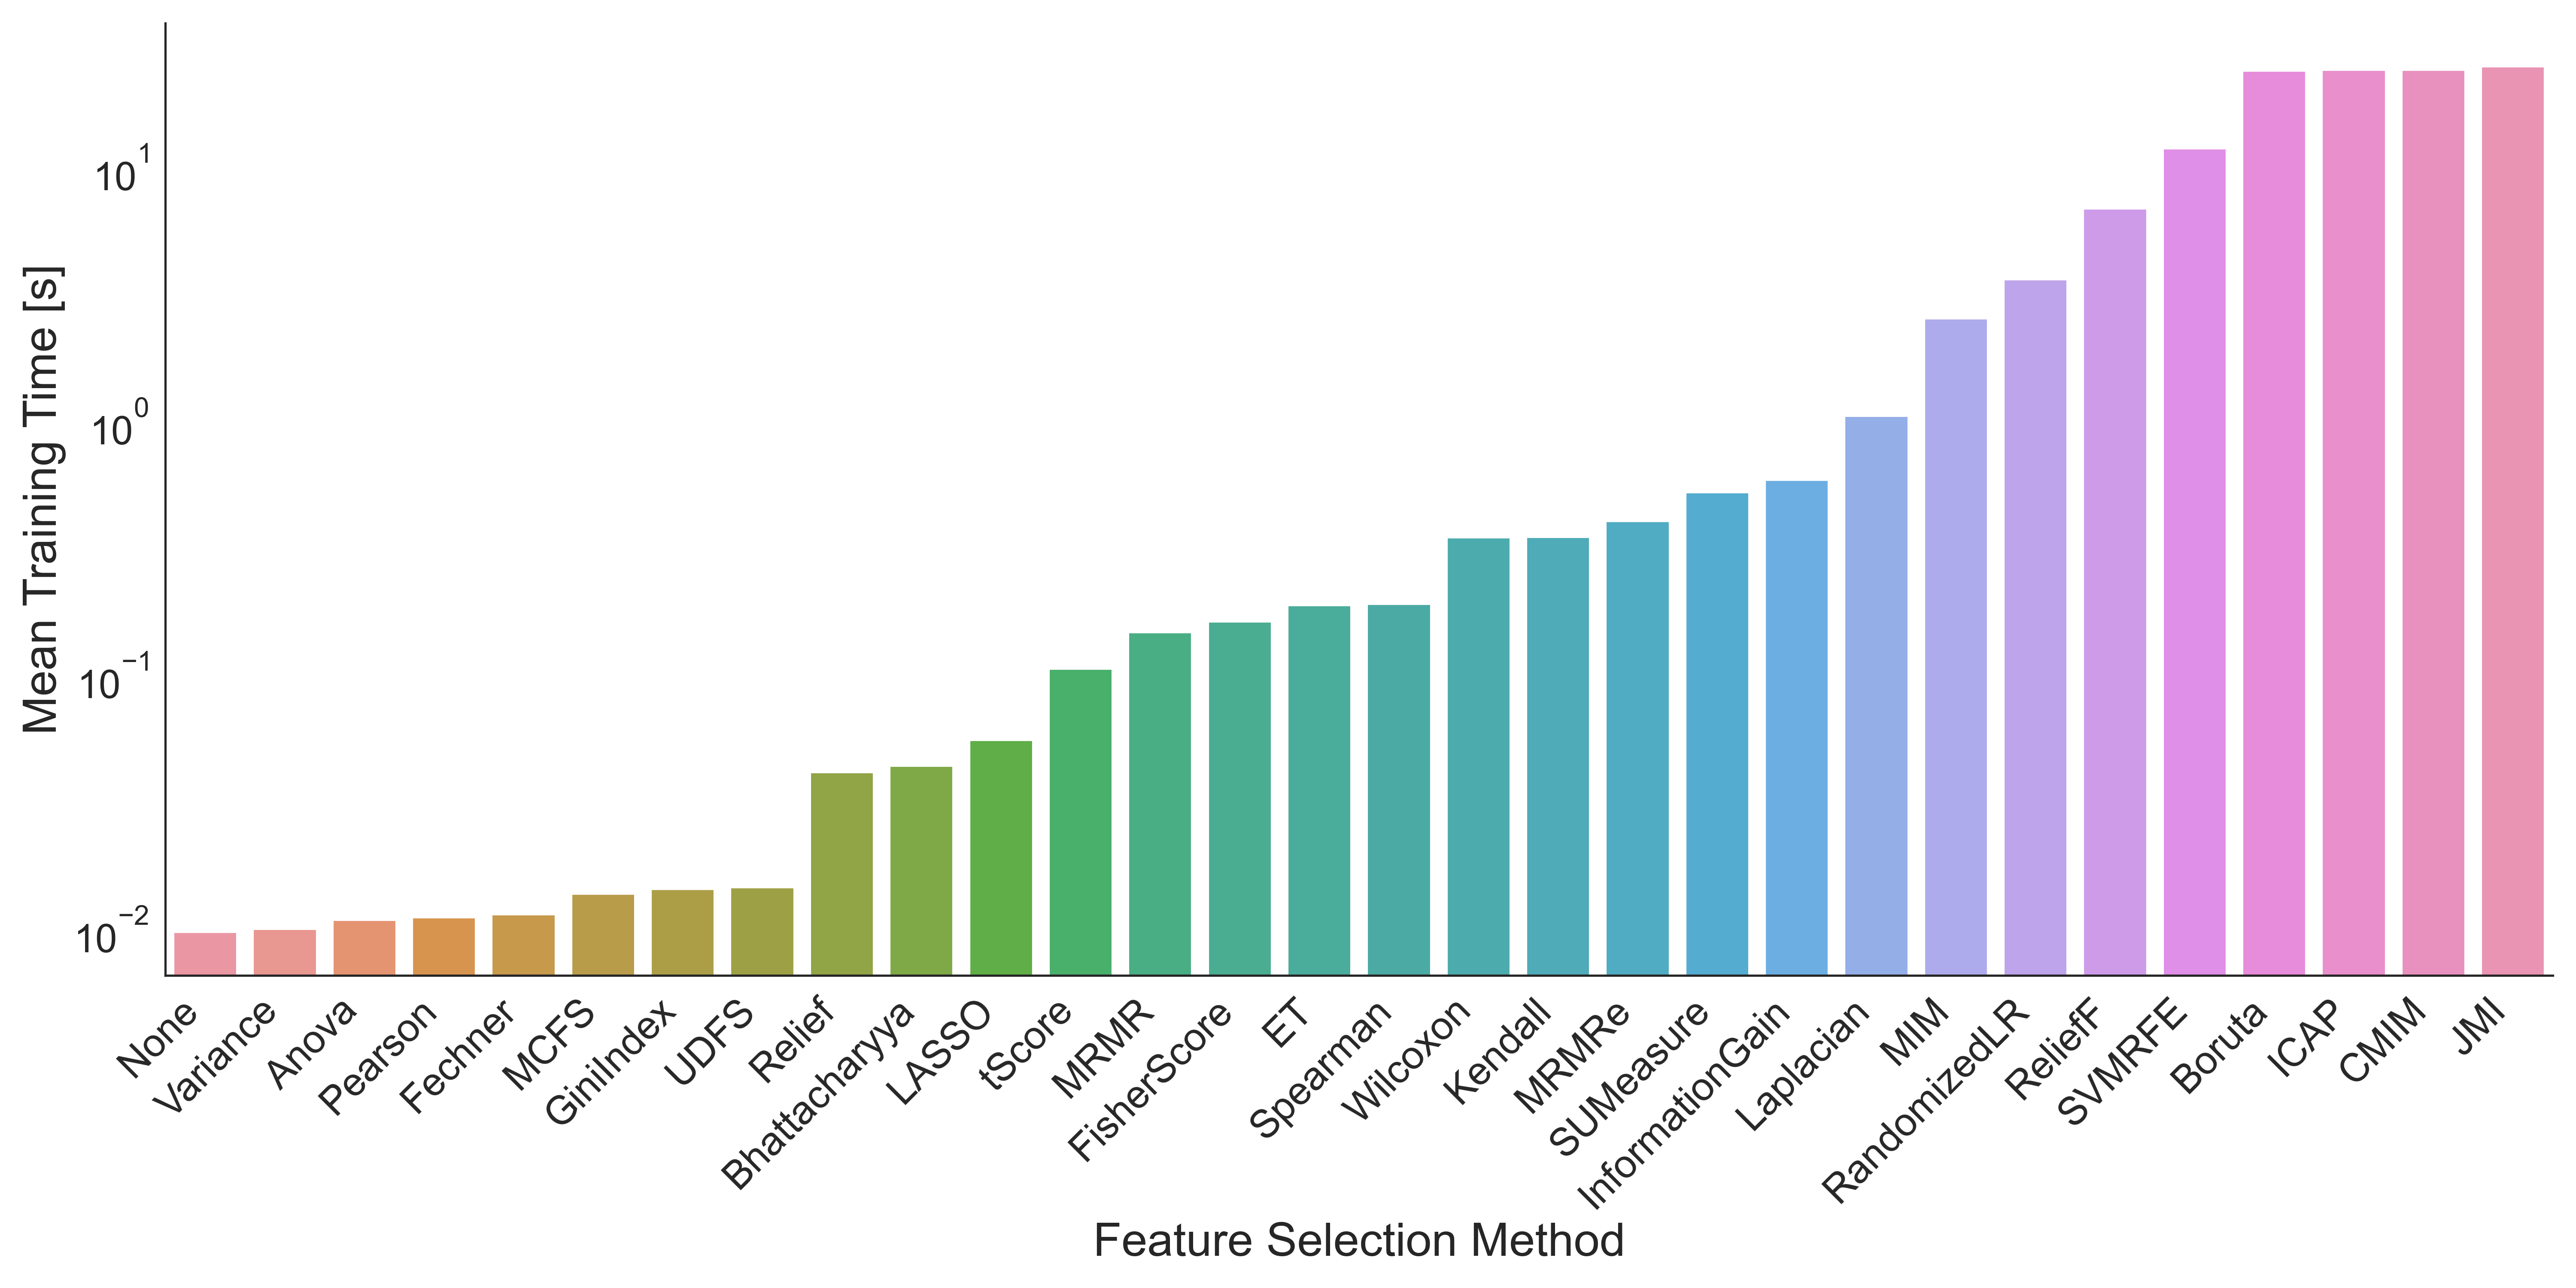 Mean Training Time [s]
10^1
10^0
10^−1
10^−2
None
Variance
Anova
Pearson
Fechner
MCFS
GiniIndex
UDFS
Relief
Bhattacharyya
LASSO
tScore
MRMR
FisherScore
ET
Spearman
Wilcoxon
Kendall
MRMRe
SUMeasure
InformationGain
Laplacian
MIM
RandomizedLR
ReliefF
SVMRFE
Boruta
ICAP
CMIM
JMI
Feature Selection Method